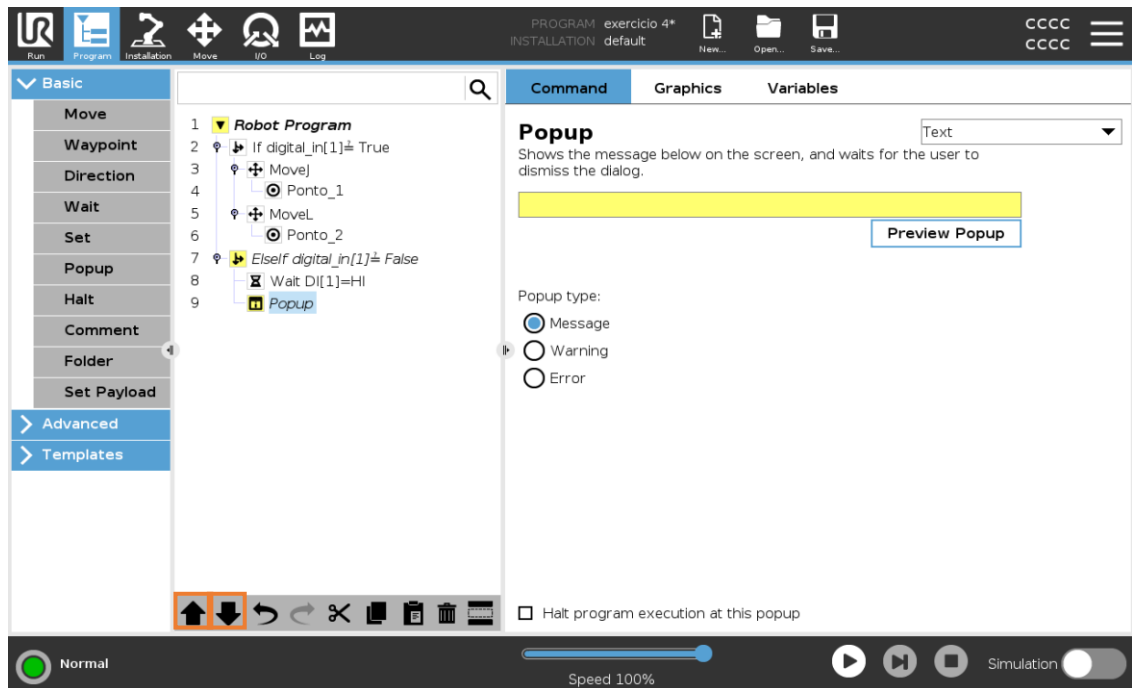 UR
PROGRAM exercicio 4*
INSTALLATION default
Run Program Installation Move I/O Log
New... Open... Save...
CCCC
CCCC
Basic
Move
Waypoint
Direction
Wait
Set
Popup
Halt
Comment
Folder
Set Payload
Advanced
Templates
1 Robot Program
2 If digital_in[1]≟ True
3 MoveJ
4 Ponto_1
5 MoveL
6 Ponto_2
7 ElseIf digital_in[1]≟ False
8 Wait DI[1]=HI
9 Popup
Command Graphics Variables
Popup
Text
Shows the message below on the screen, and waits for the user to
dismiss the dialog.
Preview Popup
Popup type:
Message
Warning
Error
Halt program execution at this popup
Normal
Speed 100%
Simulation